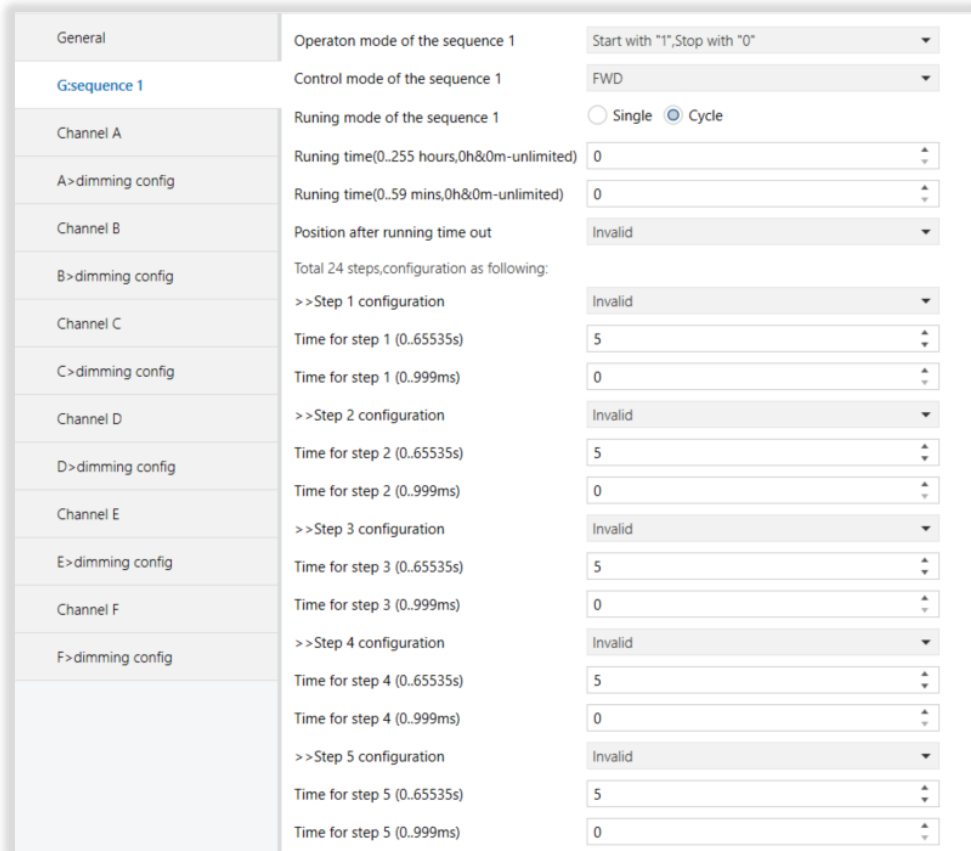 General
G:sequence 1
Channel A
A>dimming config
Channel B
B>dimming config
Channel C
C>dimming config
Channel D
D>dimming config
Channel E
E>dimming config
Channel F
F>dimming config
Operaton mode of the sequence 1 Start with "1",Stop with "0"
Control mode of the sequence 1 FWD
Runing mode of the sequence 1 Single Cycle
Runing time(0..255 hours,0h&0m-unlimited) 0
Runing time(0..59 mins,0h&0m-unlimited) 0
Position after running time out Invalid
Total 24 steps,configuration as following:
>>Step 1 configuration Invalid
Time for step 1 (0..65535s) 5
Time for step 1 (0..999ms) 0
>>Step 2 configuration Invalid
Time for step 2 (0..65535s) 5
Time for step 2 (0..999ms) 0
>>Step 3 configuration Invalid
Time for step 3 (0..65535s) 5
Time for step 3 (0..999ms) 0
>>Step 4 configuration Invalid
Time for step 4 (0..65535s) 5
Time for step 4 (0..999ms) 0
>>Step 5 configuration Invalid
Time for step 5 (0..65535s) 5
Time for step 5 (0..999ms) 0